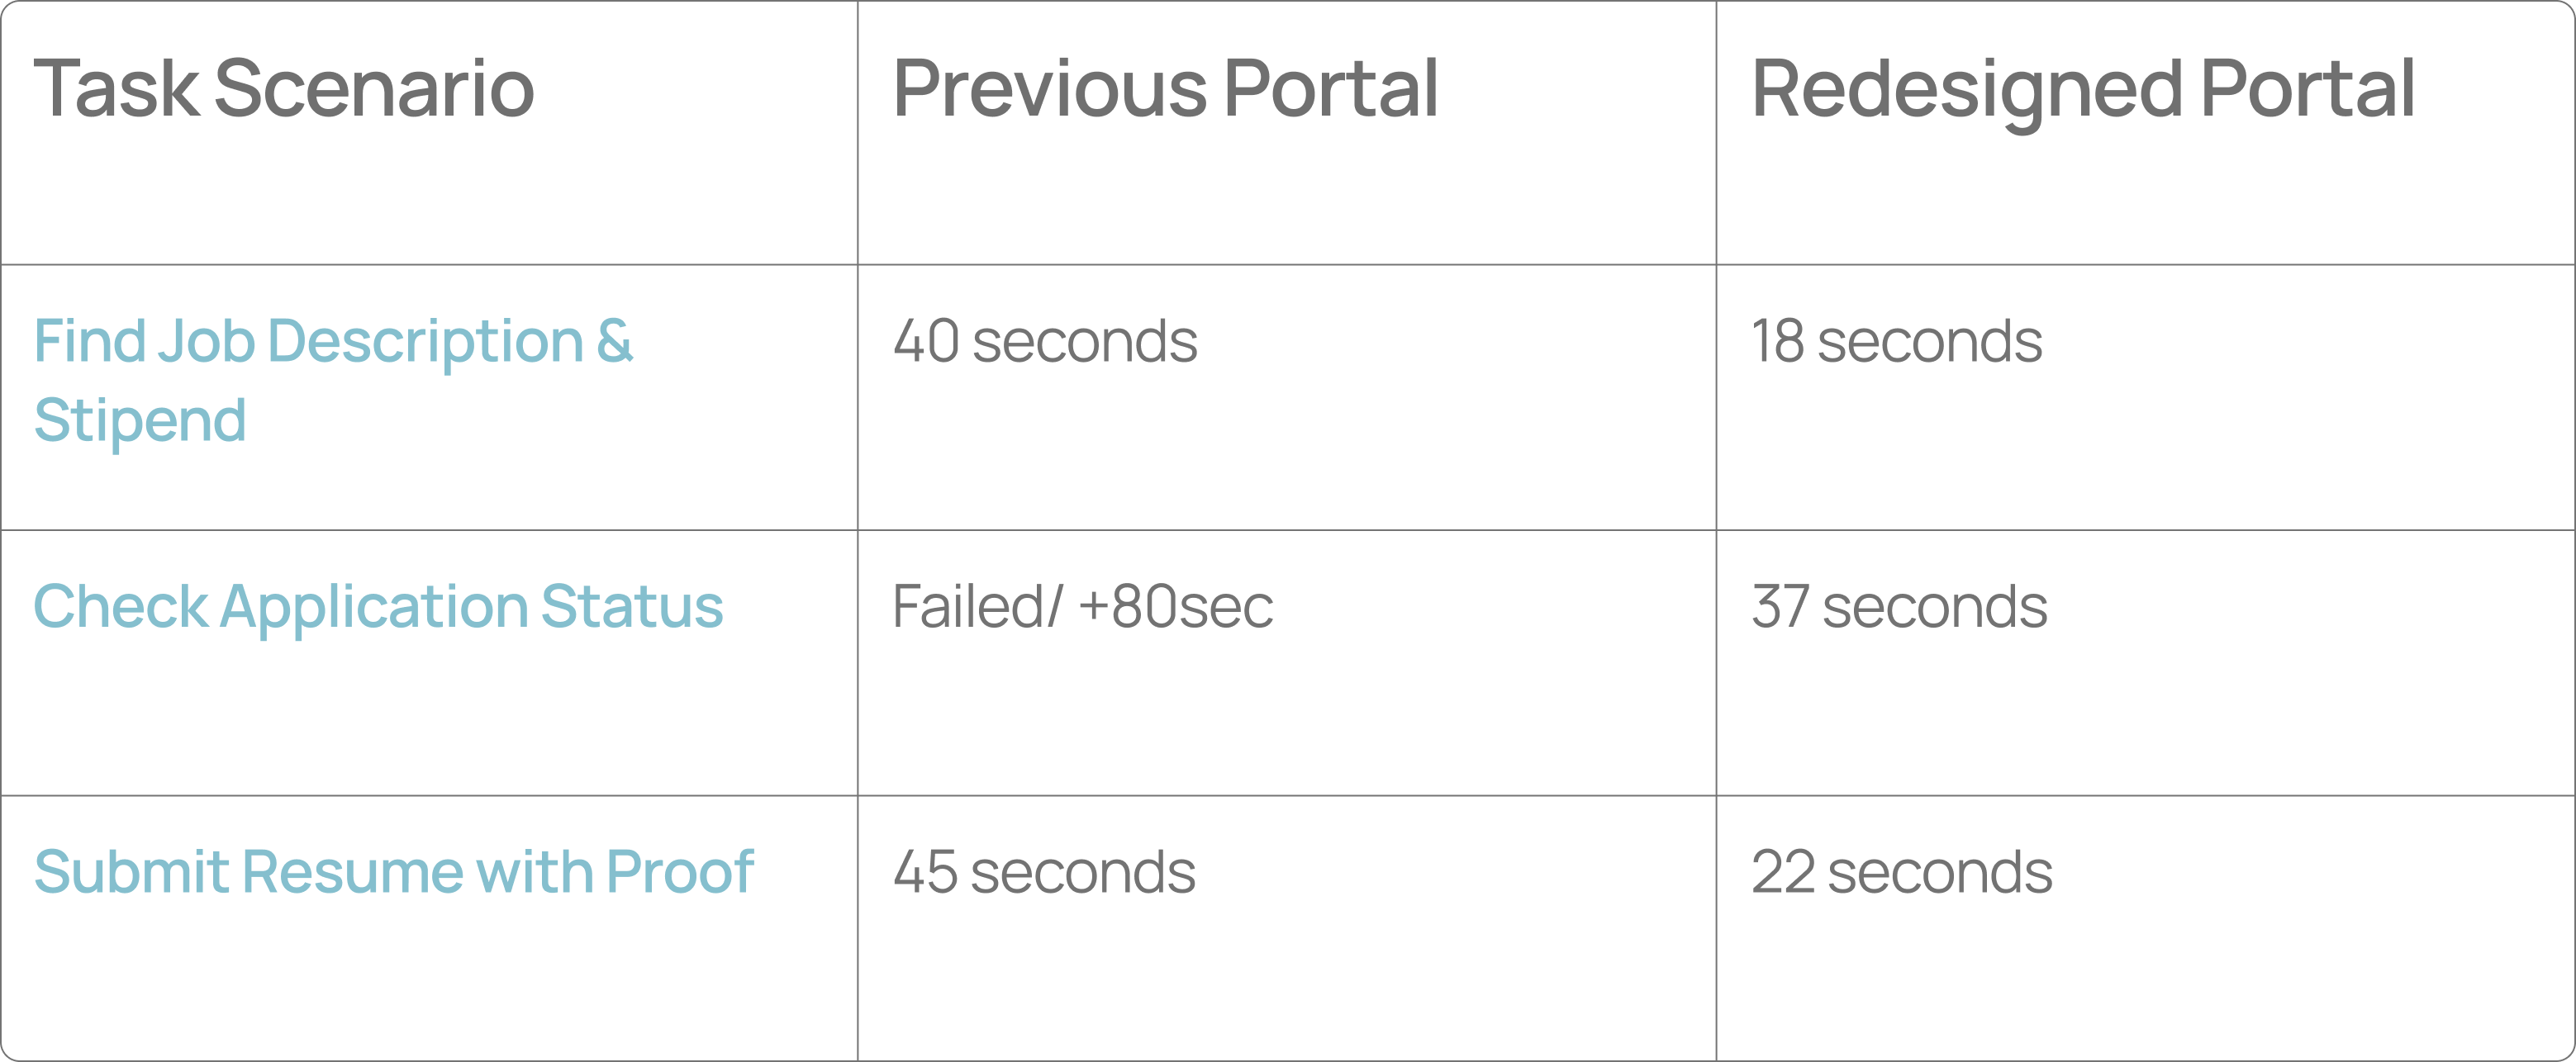 Task Scenario
Previous Portal
Redesigned Portal
Find Job Description &
Stipend
40 seconds
18 seconds
Check Application Status
Failed/ +80sec
37 seconds
Submit Resume with Proof
45 seconds
22 seconds